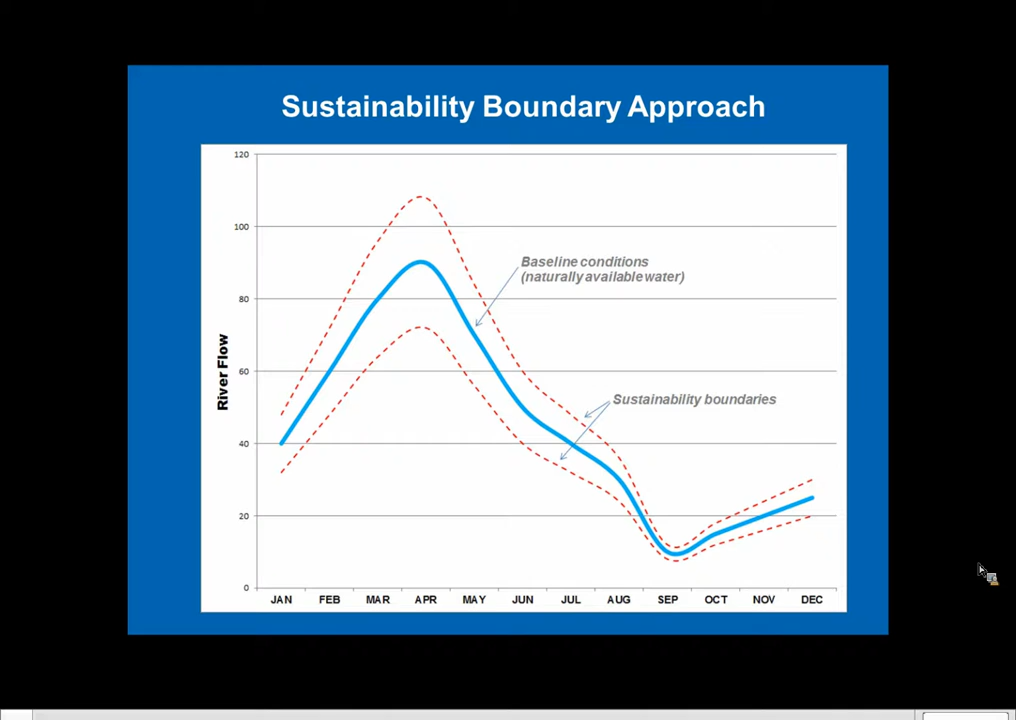 Sustainability Boundary Approach
120
100
80
60
40
20
0
River Flow
Baseline conditions
(naturally available water)
Sustainability boundaries
JAN FEB MAR APR MAY JUN JUL AUG SEP OCT NOV DEC